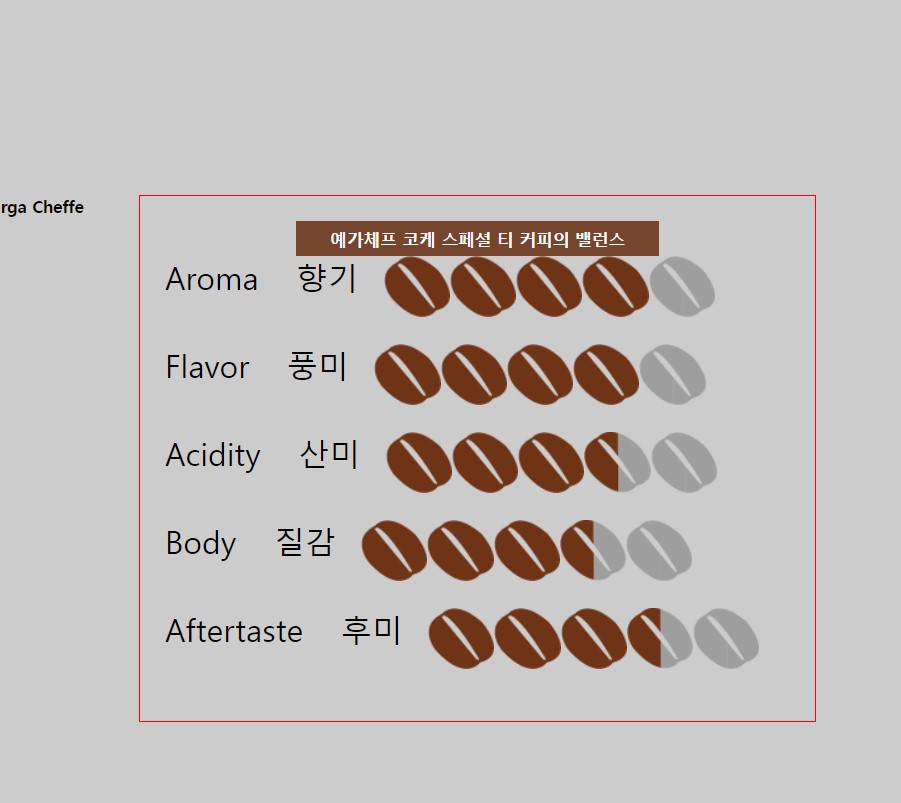 rga Cheffe
예가체프 코케 스페셜 티 커피의 밸런스
Aroma 향기
Flavor 풍미
Acidity 산미
Body 질감
Aftertaste 후미